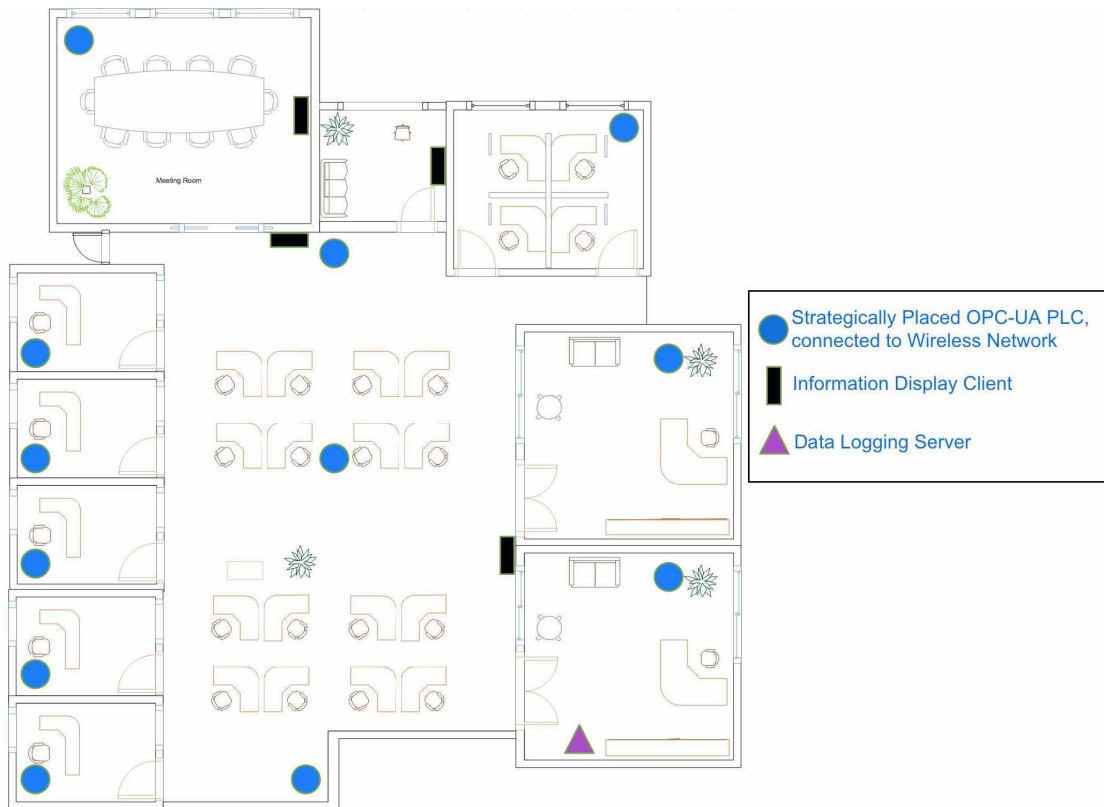 Meeting Room
Strategically Placed OPC-UA PLC,
connected to Wireless Network
Information Display Client
Data Logging Server